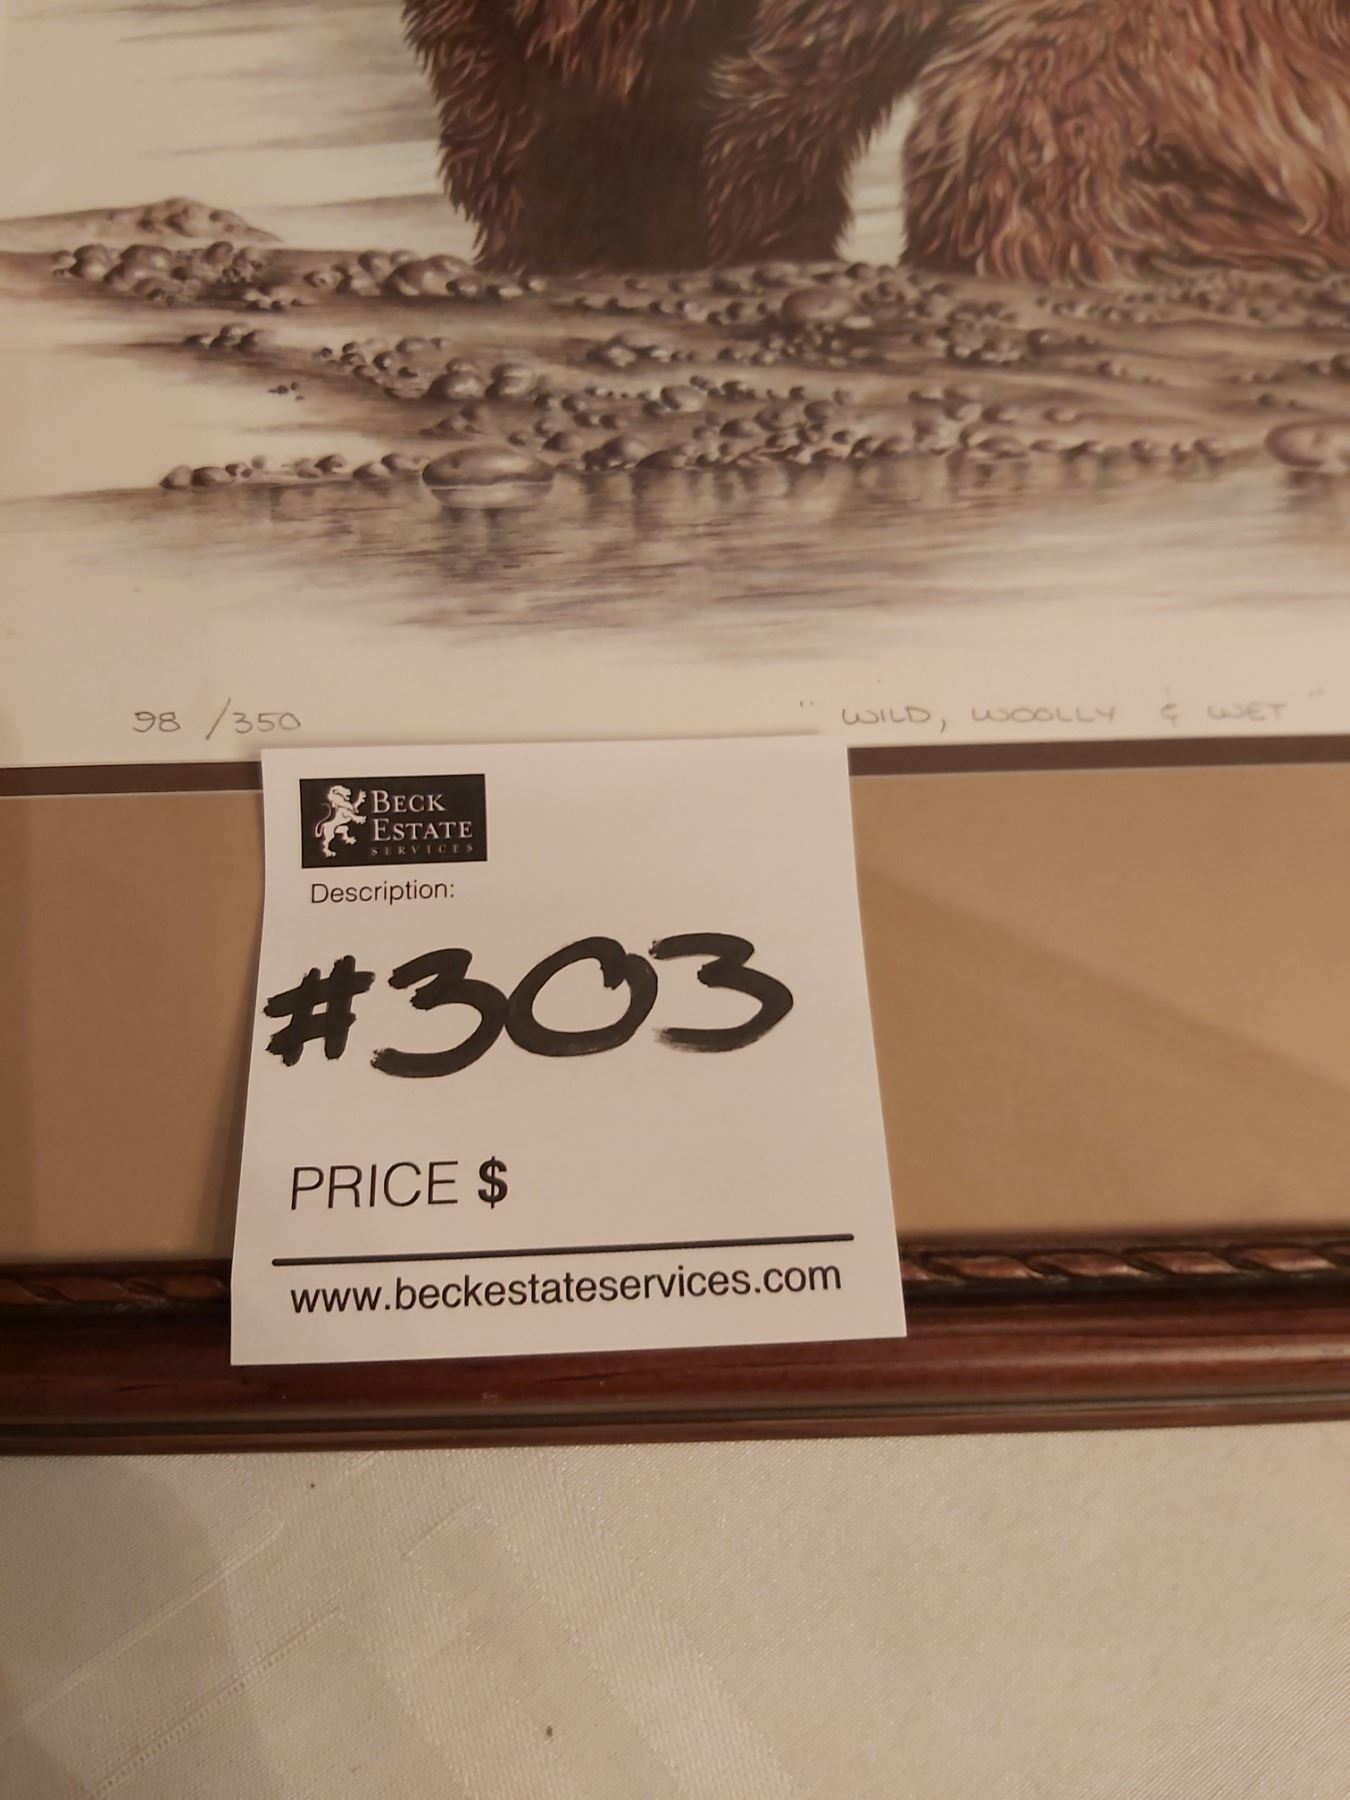 98 /350
" WILD, WOOLLY & WET "
BECK
ESTATE
SERVICES
Description:
#303
PRICE $
www.beckestateservices.com